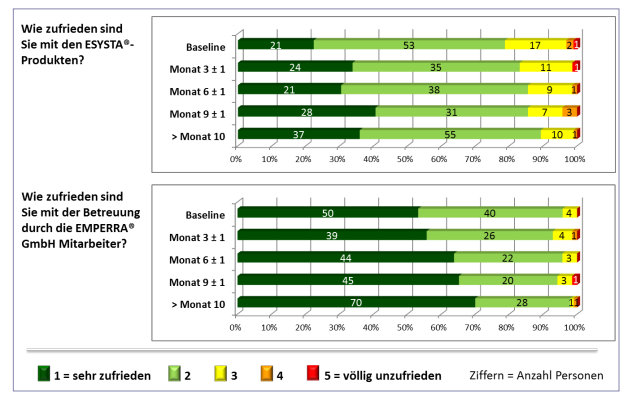 Wie zufrieden sind
Sie mit den ESYSTA®-
Produkten?
Baseline 21 53 17 2 1
Monat 3 ± 1 24 35 11 1
Monat 6 ± 1 21 38 9 1
Monat 9 ± 1 28 31 7 3
> Monat 10 37 55 10 1
0% 10% 20% 30% 40% 50% 60% 70% 80% 90% 100%
Wie zufrieden sind
Sie mit der Betreuung
durch die EMPERRA®
GmbH Mitarbeiter?
Baseline 50 40 4
Monat 3 ± 1 39 26 4 1
Monat 6 ± 1 44 22 3
Monat 9 ± 1 45 20 3 1
> Monat 10 70 28 1
0% 10% 20% 30% 40% 50% 60% 70% 80% 90% 100%
1 = sehr zufrieden 2 3 4 5 = völlig unzufrieden Ziffern = Anzahl Personen